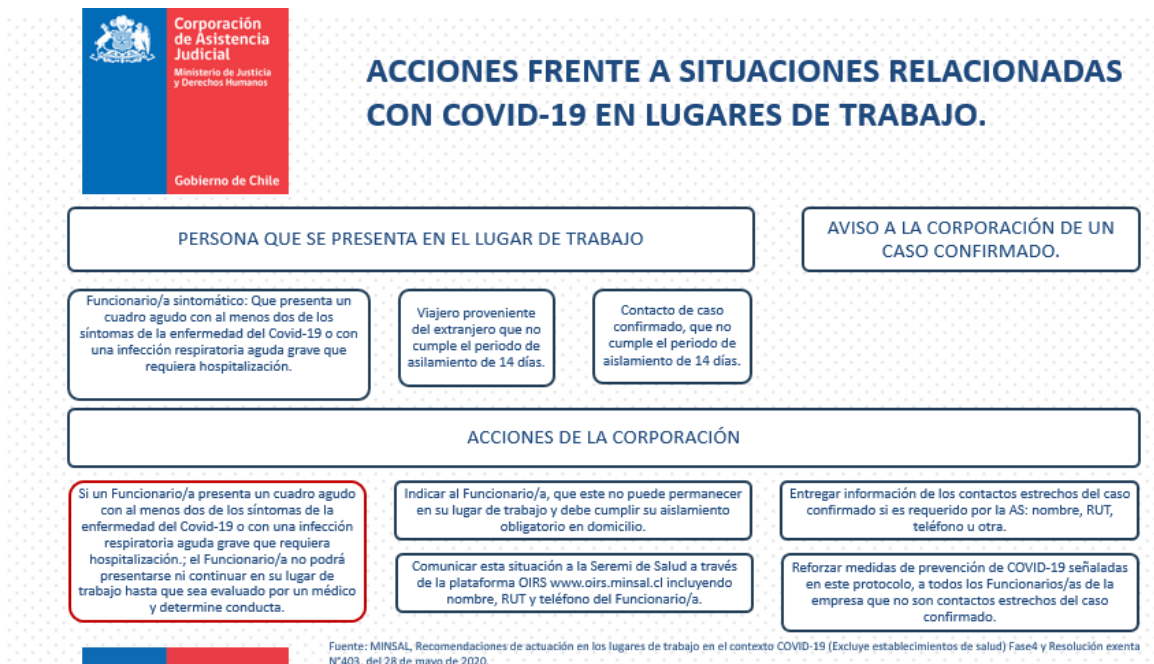 Corporación
de Asistencia
Judicial
Ministerio de Justicia
y Derechos Humanos
Gobierno de Chile
ACCIONES FRENTE A SITUACIONES RELACIONADAS
CON COVID-19 EN LUGARES DE TRABAJO.
PERSONA QUE SE PRESENTA EN EL LUGAR DE TRABAJO
AVISO A LA CORPORACIÓN DE UN
CASO CONFIRMADO.
Funcionario/a sintomático: Que presenta un
cuadro agudo con al menos dos de los
síntomas de la enfermedad del Covid-19 o con
una infección respiratoria aguda grave que
requiera hospitalización.
Viajero proveniente
del extranjero que no
cumple el periodo de
asilamiento de 14 días.
Contacto de caso
confirmado, que no
cumple el periodo de
aislamiento de 14 días.
ACCIONES DE LA CORPORACIÓN
Si un Funcionario/a presenta un cuadro agudo
con al menos dos de los síntomas de la
enfermedad del Covid-19 o con una infección
respiratoria aguda grave que requiera
hospitalización.; el Funcionario/a no podrá
presentarse ni continuar en su lugar de
trabajo hasta que sea evaluado por un médico
y determine conducta.
Indicar al Funcionario/a, que este no puede permanecer
en su lugar de trabajo y debe cumplir su aislamiento
obligatorio en domicilio.
Comunicar esta situación a la Seremi de Salud a través
de la plataforma OIRS www.oirs.minsal.cl incluyendo
nombre, RUT y teléfono del Funcionario/a.
Entregar información de los contactos estrechos del caso
confirmado si es requerido por la AS: nombre, RUT,
teléfono u otra.
Reforzar medidas de prevención de COVID-19 señaladas
en este protocolo, a todos los Funcionarios/as de la
empresa que no son contactos estrechos del caso
confirmado.
Fuente: MINSAL, Recomendaciones de actuación en los lugares de trabajo en el contexto COVID-19 (Excluye establecimientos de salud) Fase4 y Resolución exenta
N°403, del 28 de mayo de 2020.